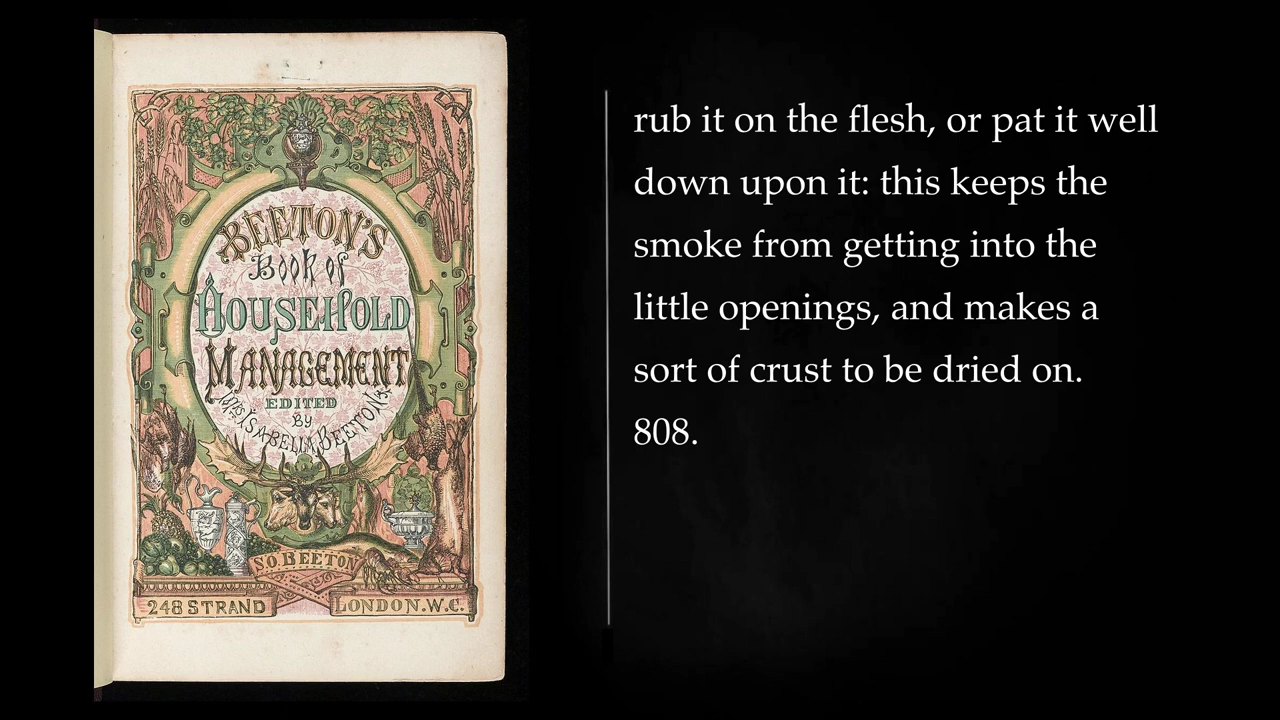 BEETON'S
Book of
HOUSEHOLD
MANAGEMENT
EDITED
By
MRS ISABELLA BEETON.
S.O. BEETON
248 STRAND
LONDON.W.C.
rub it on the flesh, or pat it well
down upon it: this keeps the
smoke from getting into the
little openings, and makes a
sort of crust to be dried on.
808.